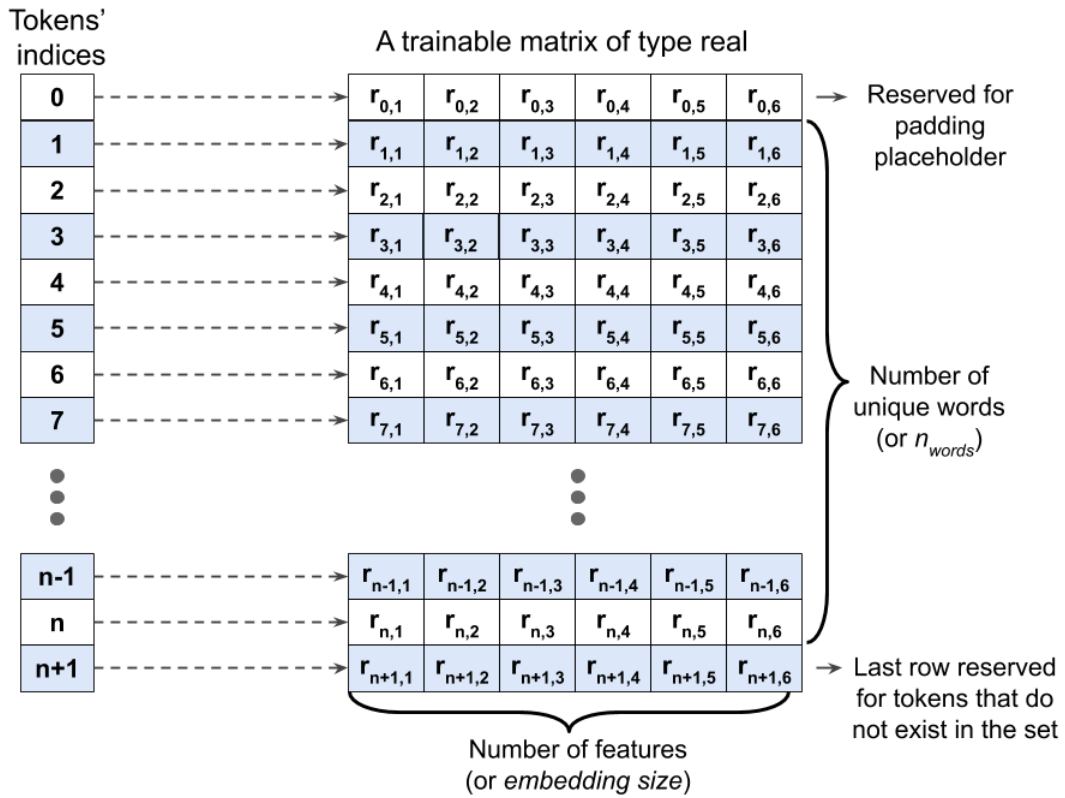 Tokens’
indices
A trainable matrix of type real
0 r0,1 r0,2 r0,3 r0,4 r0,5 r0,6
Reserved for
padding
placeholder
1 r1,1 r1,2 r1,3 r1,4 r1,5 r1,6
2 r2,1 r2,2 r2,3 r2,4 r2,5 r2,6
3 r3,1 r3,2 r3,3 r3,4 r3,5 r3,6
4 r4,1 r4,2 r4,3 r4,4 r4,5 r4,6
5 r5,1 r5,2 r5,3 r5,4 r5,5 r5,6
6 r6,1 r6,2 r6,3 r6,4 r6,5 r6,6
7 r7,1 r7,2 r7,3 r7,4 r7,5 r7,6
Number of
unique words
(or nwords)
n-1 rn-1,1 rn-1,2 rn-1,3 rn-1,4 rn-1,5 rn-1,6
n rn,1 rn,2 rn,3 rn,4 rn,5 rn,6
n+1 rn+1,1 rn+1,2 rn+1,3 rn+1,4 rn+1,5 rn+1,6
Last row reserved
for tokens that do
not exist in the set
Number of features
(or embedding size)